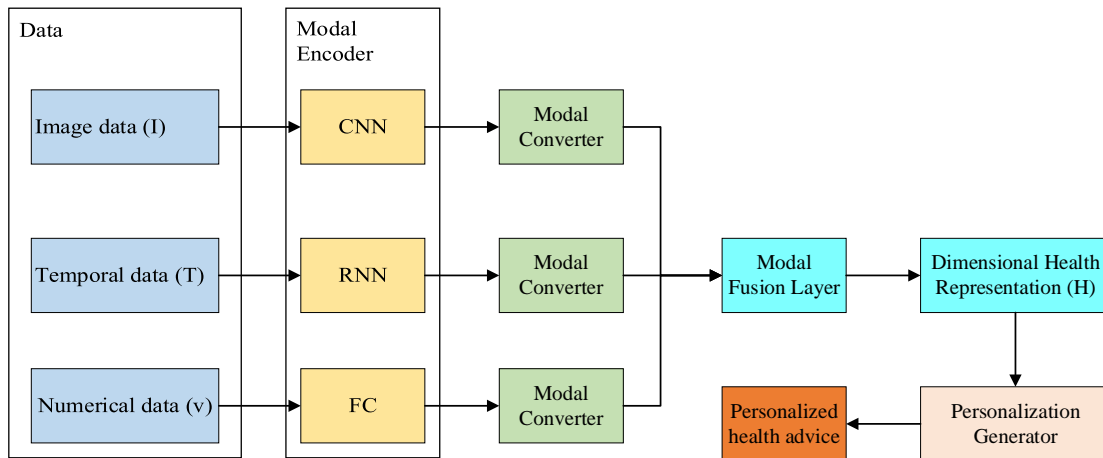 Data
Modal
Encoder
Image data (I)
CNN
Modal
Converter
Temporal data (T)
RNN
Modal
Converter
Modal
Fusion Layer
Dimensional Health
Representation (H)
Numerical data (v)
FC
Modal
Converter
Personalized
health advice
Personalization
Generator